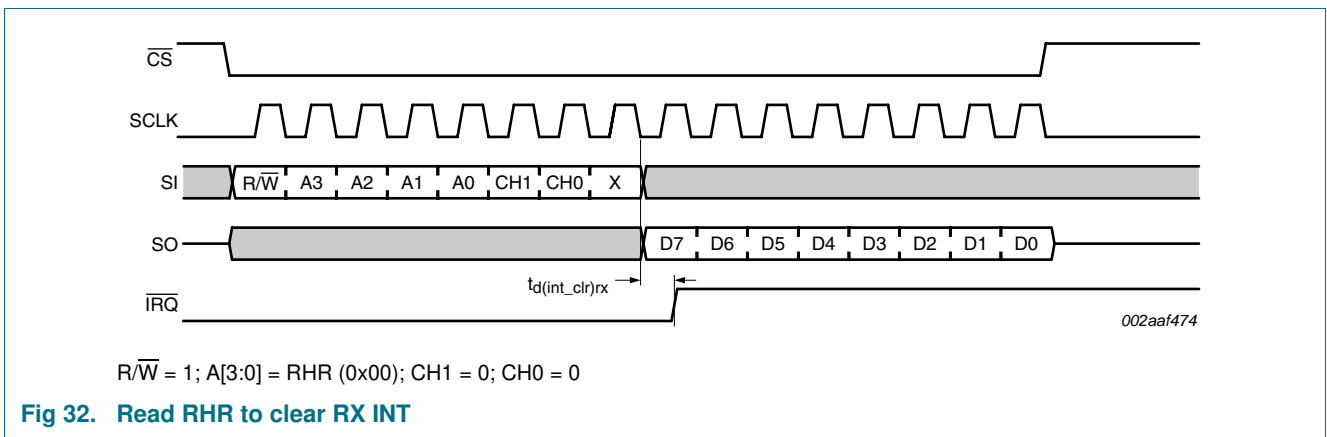 CS
SCLK
SI R/W A3 A2 A1 A0 CH1 CH0 X
SO D7 D6 D5 D4 D3 D2 D1 D0
td(int_clr)rx
IRQ
002aaf474
R/W = 1; A[3:0] = RHR (0x00); CH1 = 0; CH0 = 0
Fig 32. Read RHR to clear RX INT